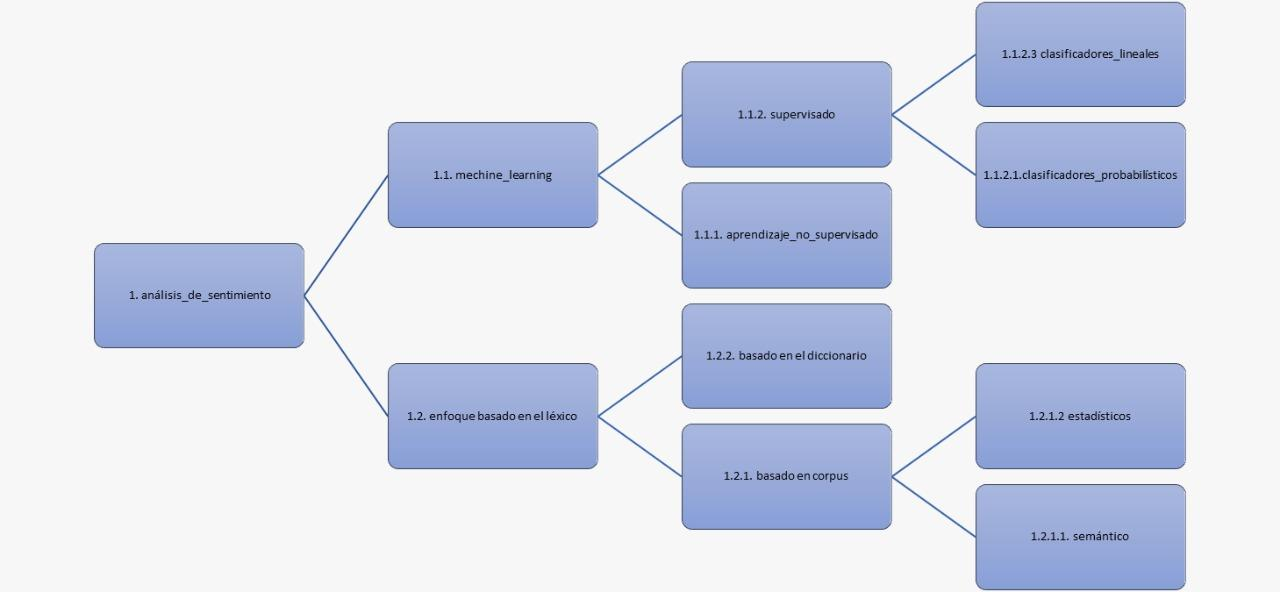 1. análisis_de_sentimiento
1.1. mechine_learning
1.1.2. supervisado
1.1.2.3 clasificadores_lineales
1.1.2.1.clasificadores_probabilísticos
1.1.1. aprendizaje_no_supervisado
1.2. enfoque basado en el léxico
1.2.2. basado en el diccionario
1.2.1. basado en corpus
1.2.1.2 estadísticos
1.2.1.1. semántico